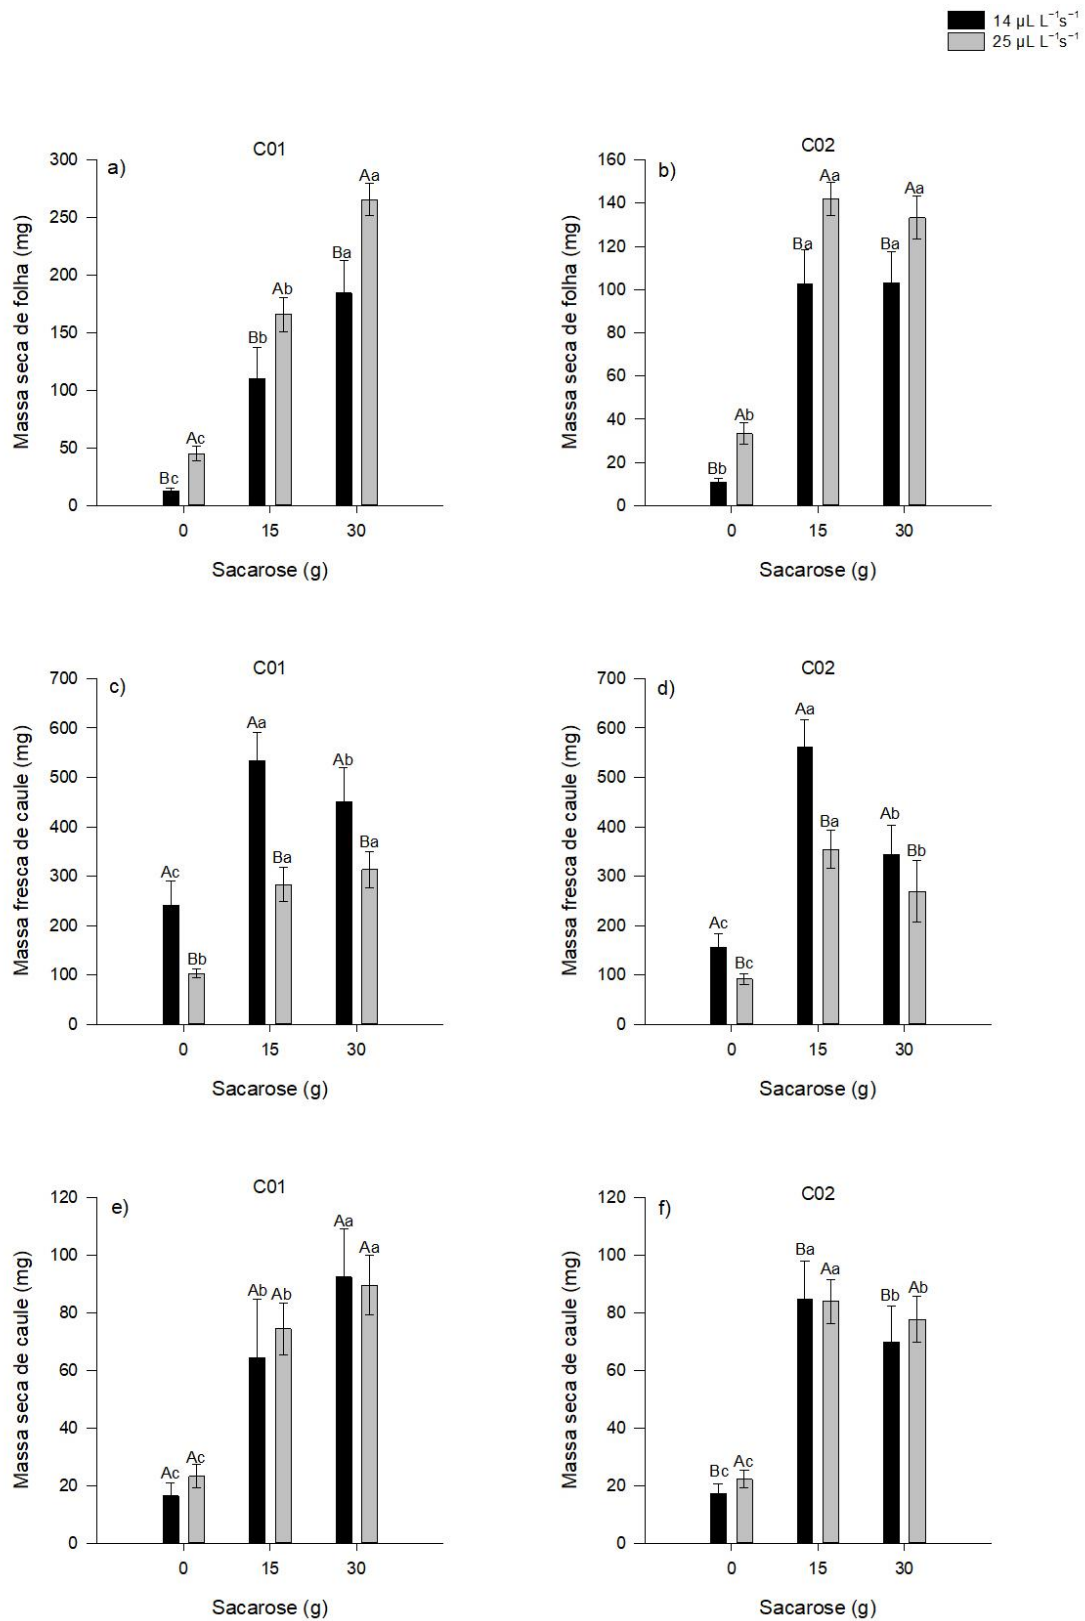 14 µL L⁻¹s⁻¹
25 µL L⁻¹s⁻¹
C01
a)
Massa seca de folha (mg)
300
250
200
150
100
50
0
Bc
Ac
Bb
Ab
Ba
Aa
0 15 30
Sacarose (g)
C02
b)
Massa seca de folha (mg)
160
140
120
100
80
60
40
20
0
Bb
Ab
Ba
Aa
Ba
Aa
0 15 30
Sacarose (g)
C01
c)
Massa fresca de caule (mg)
700
600
500
400
300
200
100
0
Ac
Bb
Aa
Ba
Ab
Ba
0 15 30
Sacarose (g)
C02
d)
Massa fresca de caule (mg)
700
600
500
400
300
200
100
0
Ac
Bc
Aa
Ba
Ab
Bb
0 15 30
Sacarose (g)
C01
e)
Massa seca de caule (mg)
120
100
80
60
40
20
0
Ac
Ac
Ab
Ab
Aa
Aa
0 15 30
Sacarose (g)
C02
f)
Massa seca de caule (mg)
120
100
80
60
40
20
0
Bc
Ac
Ba
Aa
Bb
Ab
0 15 30
Sacarose (g)